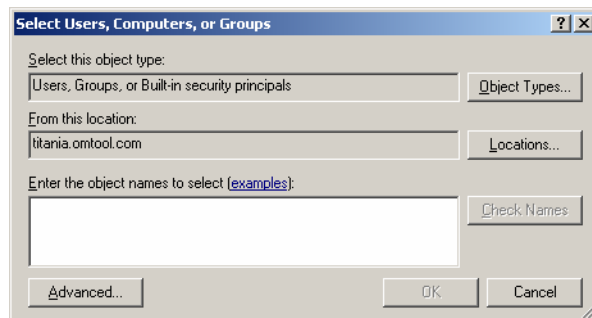 Select Users, Computers, or Groups
Select this object type:
Users, Groups, or Built-in security principals
Object Types...
From this location:
titania.omtool.com
Locations...
Enter the object names to select (examples):
Check Names
Advanced...
OK
Cancel